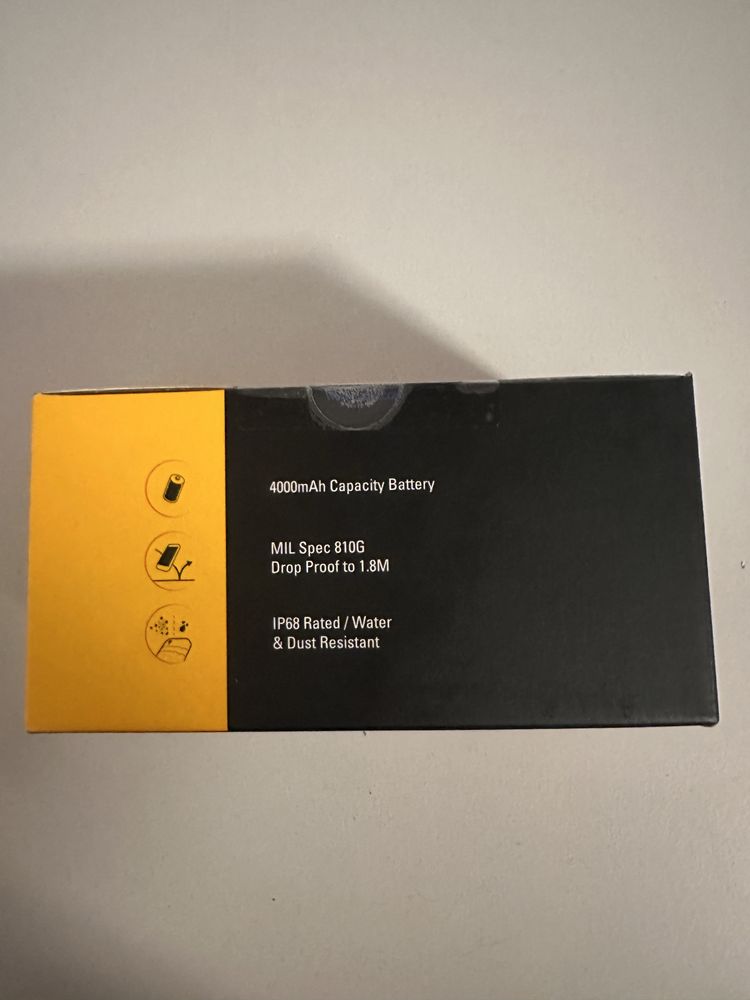 4000mAh Capacity Battery
MIL Spec 810G
Drop Proof to 1.8M
IP68 Rated / Water
& Dust Resistant